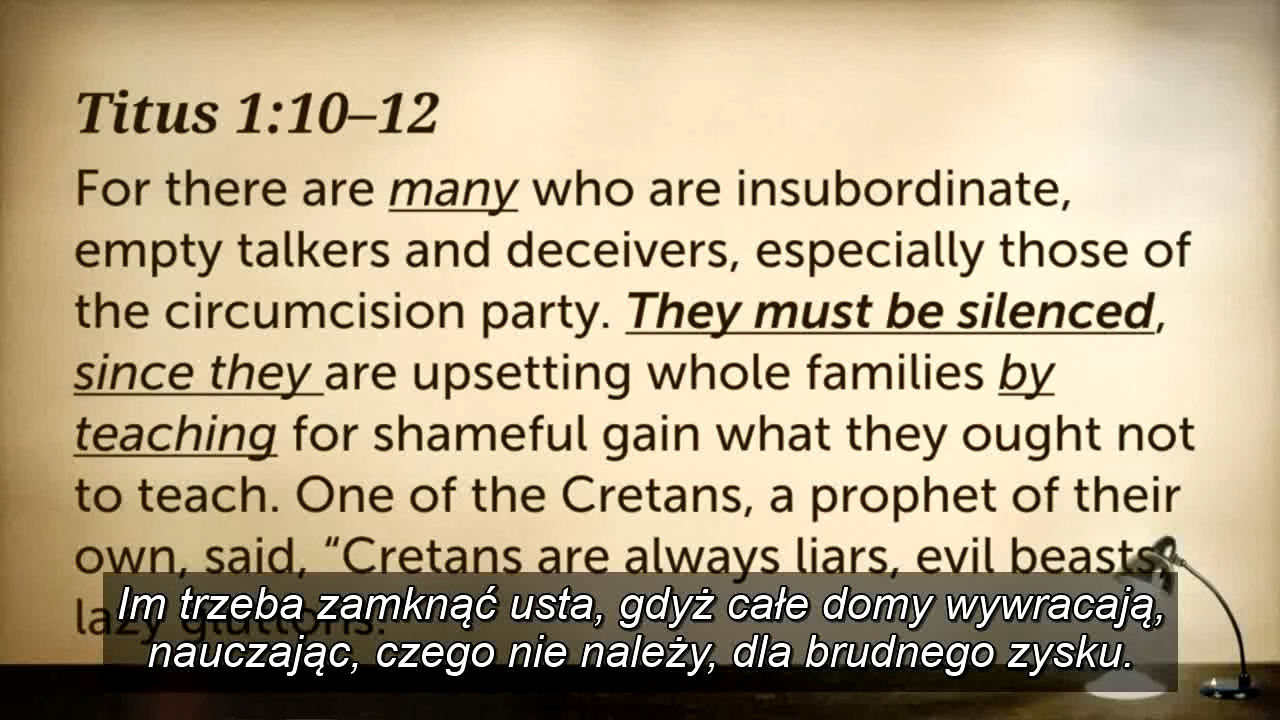 Titus 1:10–12
For there are many who are insubordinate,
empty talkers and deceivers, especially those of
the circumcision party. They must be silenced,
since they are upsetting whole families by
teaching for shameful gain what they ought not
to teach. One of the Cretans, a prophet of their
own, said, “Cretans are always liars, evil beasts,
lazy gluttons.
Im trzeba zamknąć usta, gdyż całe domy wywracają,
nauczając, czego nie należy, dla brudnego zysku.